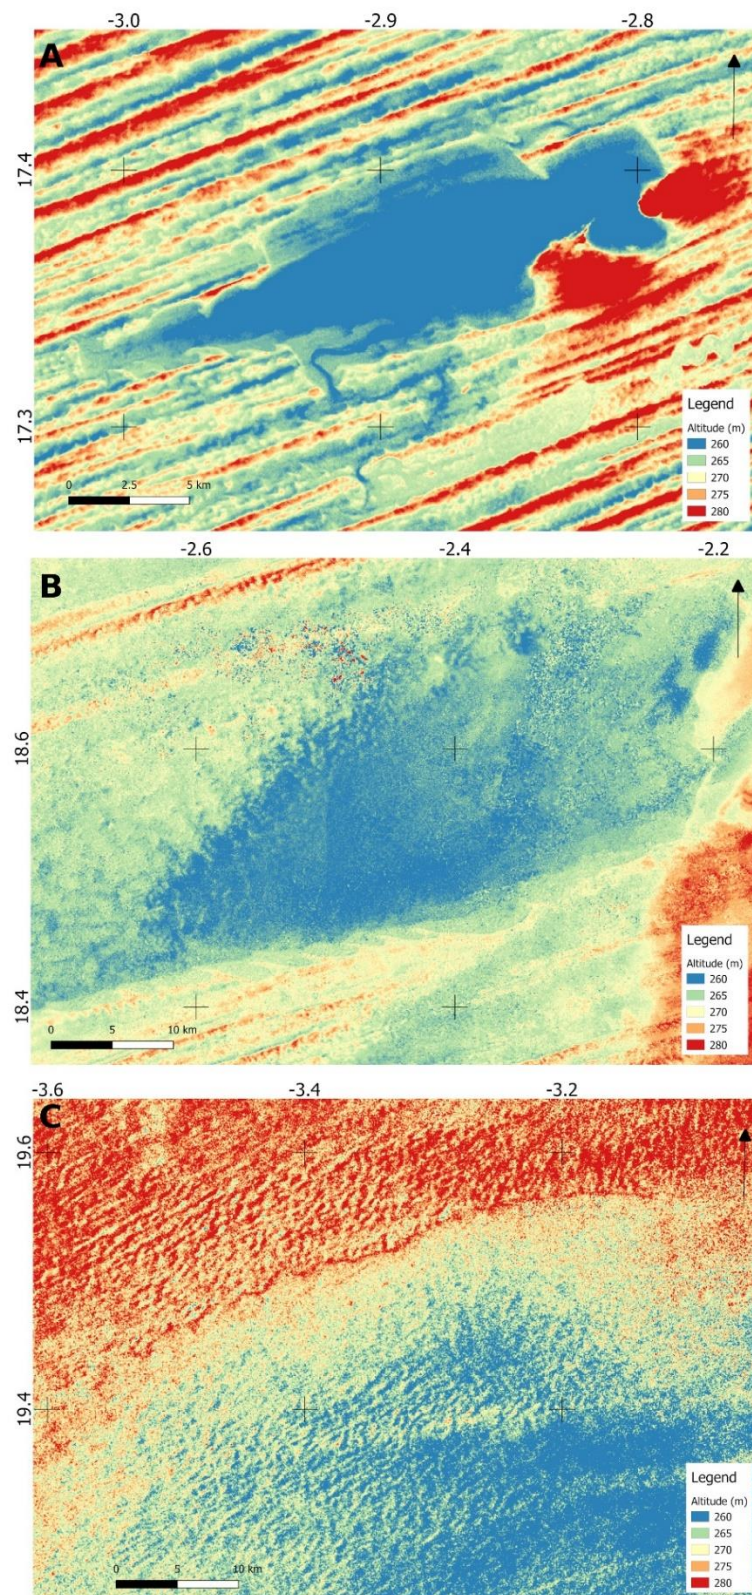 -3.0 -2.9 -2.8
A
17.4
17.3
0 2.5 5 km
Legend
Altitude (m)
260
265
270
275
280
-2.6 -2.4 -2.2
B
18.6
18.4
0 5 10 km
Legend
Altitude (m)
260
265
270
275
280
-3.6 -3.4 -3.2
C
19.6
19.4
0 5 10 km
Legend
Altitude (m)
260
265
270
275
280